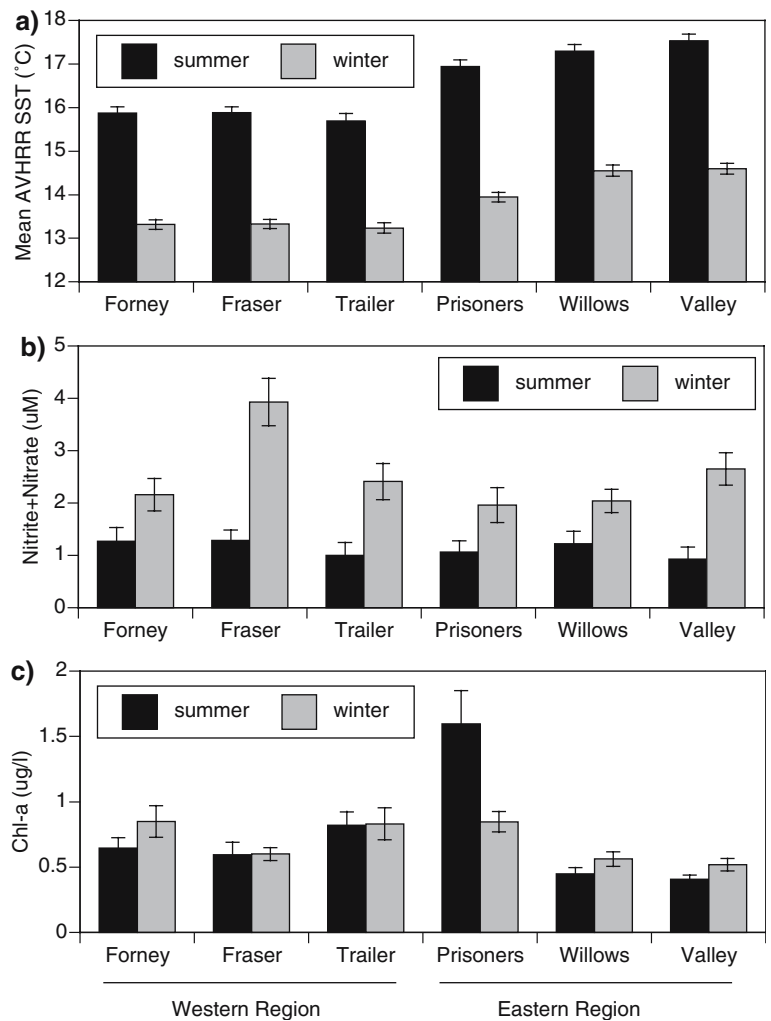 a)
Mean AVHRR SST (˚C)
18
17
16
15
14
13
12
summer winter
Forney Fraser Trailer Prisoners Willows Valley
b)
Nitrite+Nitrate (uM)
5
4
3
2
1
0
summer winter
Forney Fraser Trailer Prisoners Willows Valley
c)
Chl-a (ug/l)
2
1.5
1
0.5
0
summer winter
Forney Fraser Trailer Prisoners Willows Valley
Western Region Eastern Region